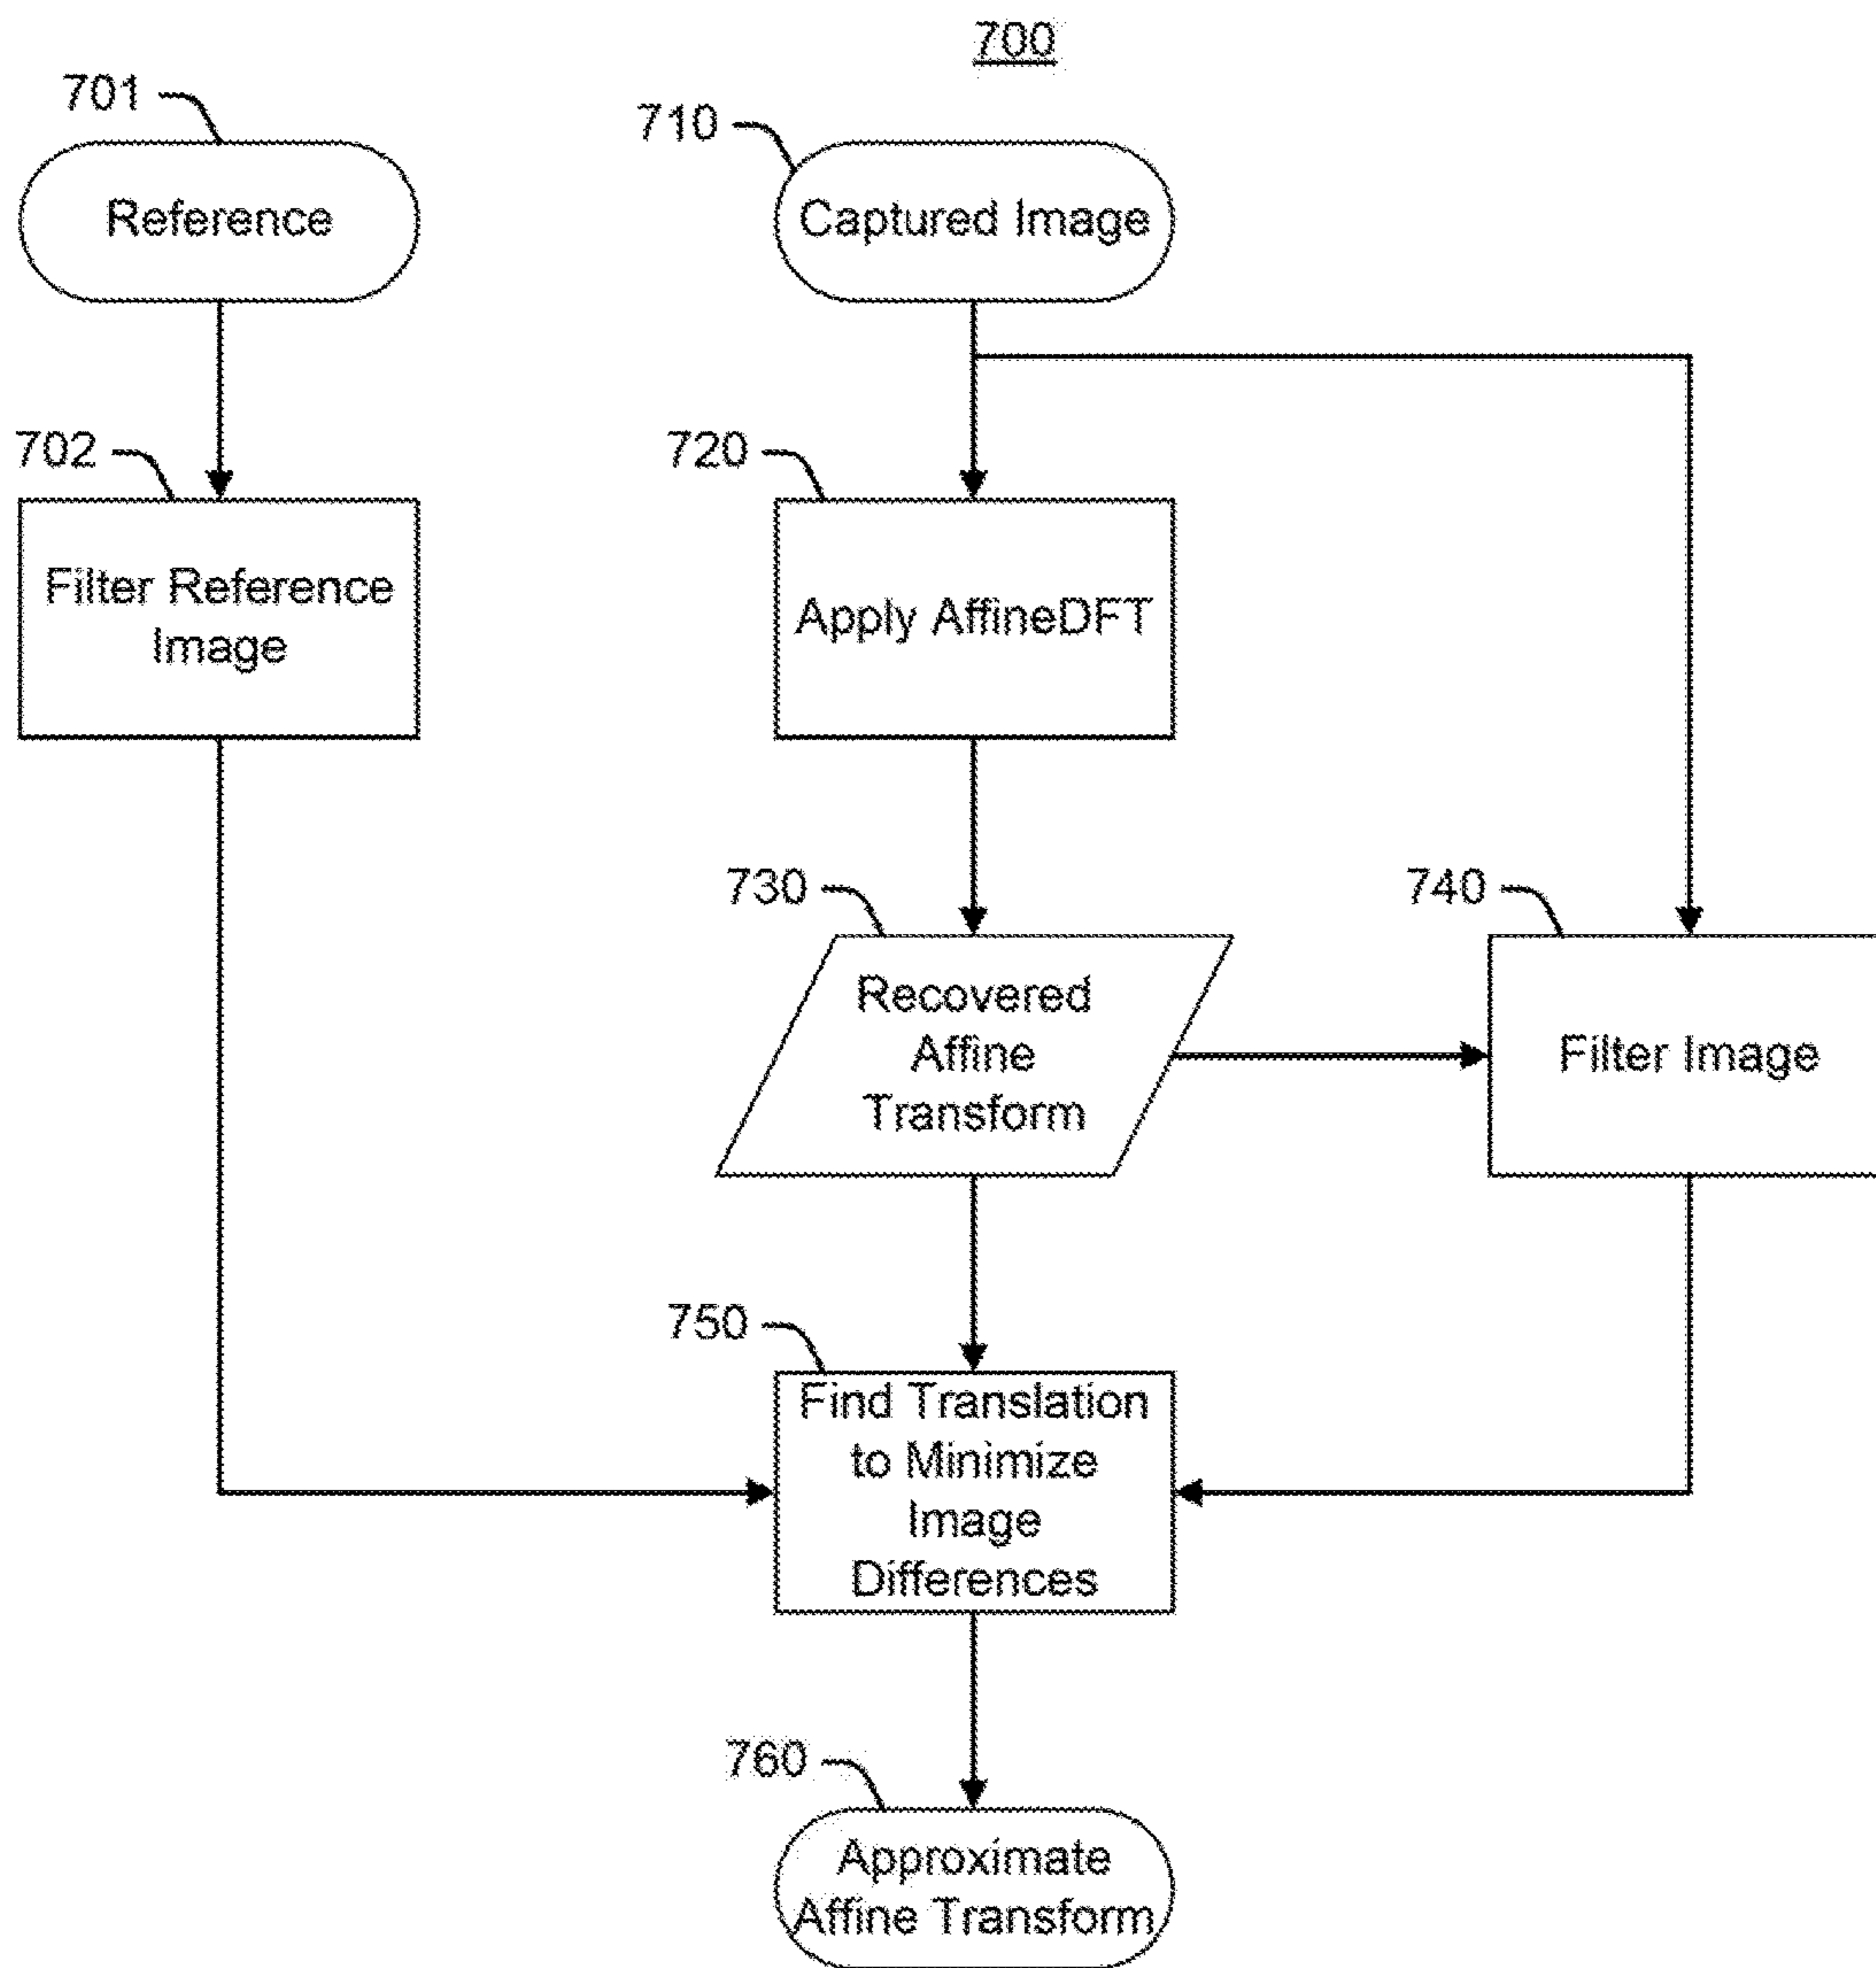 700
701
710
Reference
Captured Image
702
720
Filter Reference
Image
Apply AffineDFT
730
740
Recovered
Affine
Transform
Filter Image
750
Find Translation
to Minimize
Image
Differences
760
Approximate
Affine Transform